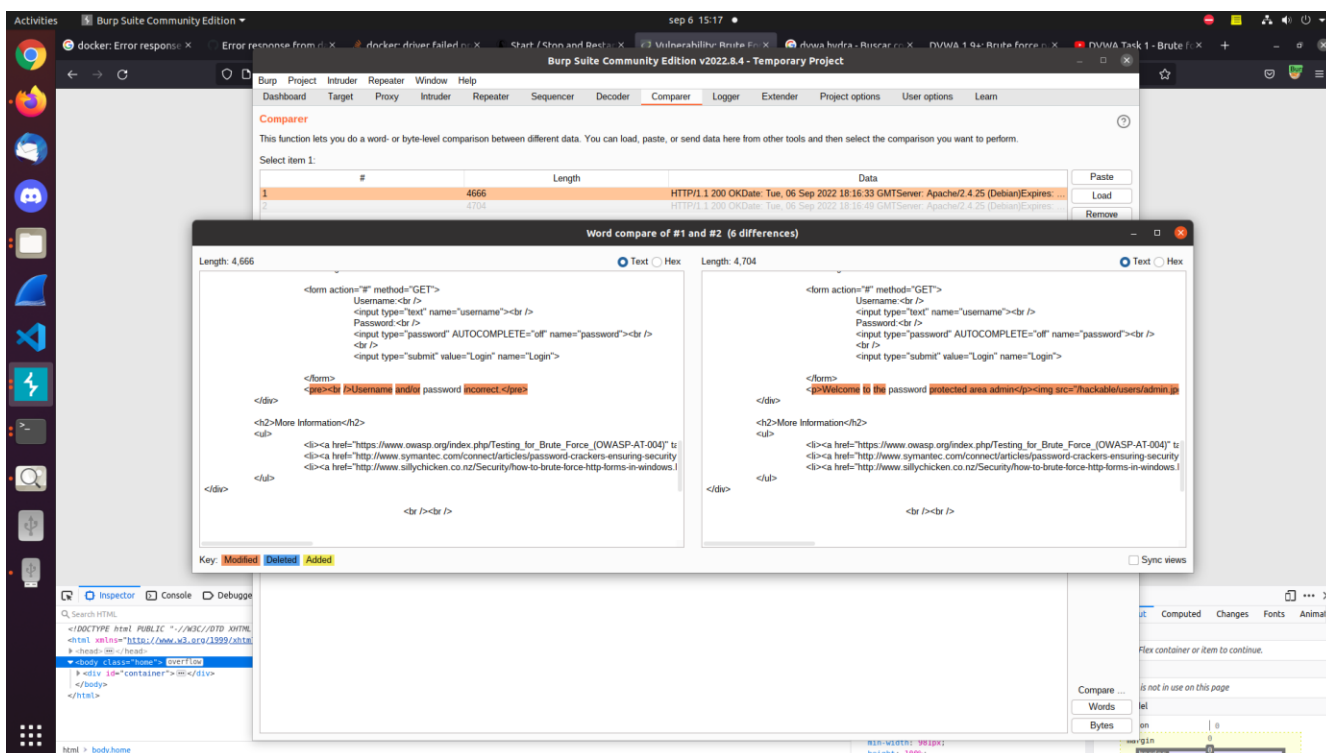 Activities
Burp Suite Community Edition
sep 6 15:17
docker: Error response
Error response from d
docker: driver failed
Start / Stop and Resta
Vulnerability: Brute Fo
dvwa hydra - Buscar co
DVWA 1.9+: Brute force
DVWA Task 1 - Brute
Burp Suite Community Edition v2022.8.4 - Temporary Project
Burp Project Intruder Repeater Window Help
Dashboard Target Proxy Intruder Repeater Sequencer Decoder Comparer Logger Extender Project options User options Learn
Comparer
This function lets you do a word- or byte-level comparison between different data. You can load, paste, or send data here from other tools and then select the comparison you want to perform.
Select item 1:
# Length Data
1 4666 HTTP/1.1 200 OKDate: Tue, 06 Sep 2022 18:16:33 GMTServer: Apache/2.4.25 (Debian)Expires: ...
2 4704 HTTP/1.1 200 OKDate: Tue, 06 Sep 2022 18:16:49 GMTServer: Apache/2.4.25 (Debian)Expires: ...
Paste
Load
Remove
Word compare of #1 and #2 (6 differences)
Length: 4,666 Text Hex
<form action="#" method="GET">
Username:<br />
<input type="text" name="username"><br />
Password:<br />
<input type="password" AUTOCOMPLETE="off" name="password"><br />
<br />
<input type="submit" value="Login" name="Login">
</form>
<pre><br />Username and/or password incorrect.</pre>
</div>
<h2>More Information</h2>
<ul>
<li><a href="https://www.owasp.org/index.php/Testing_for_Brute_Force_(OWASP-AT-004)" ta
<li><a href="http://www.symantec.com/connect/articles/password-crackers-ensuring-security
<li><a href="http://www.sillychicken.co.nz/Security/how-to-brute-force-http-forms-in-windows.
</ul>
</div>
<br /><br />
Length: 4,704 Text Hex
<form action="#" method="GET">
Username:<br />
<input type="text" name="username"><br />
Password:<br />
<input type="password" AUTOCOMPLETE="off" name="password"><br />
<br />
<input type="submit" value="Login" name="Login">
</form>
<p>Welcome to the password protected area admin</p><img src="/hackable/users/admin.jp
</div>
<h2>More Information</h2>
<ul>
<li><a href="https://www.owasp.org/index.php/Testing_for_Brute_Force_(OWASP-AT-004)" ta
<li><a href="http://www.symantec.com/connect/articles/password-crackers-ensuring-security
<li><a href="http://www.sillychicken.co.nz/Security/how-to-brute-force-http-forms-in-windows.
</ul>
</div>
<br /><br />
Key: Modified Deleted Added
Sync views
Inspector Console Debugge
Search HTML
<!DOCTYPE html PUBLIC "-//W3C//DTD XHTML
<html xmlns="http://www.w3.org/1999/xhtm
<head> </head>
<body class="home"> overflow
<div id="container"> </div>
</body>
</html>
html > body.home
Compare ...
Words
Bytes
ut Computed Changes Fonts Animat
Flex container or item to continue.
is not in use on this page
0
0